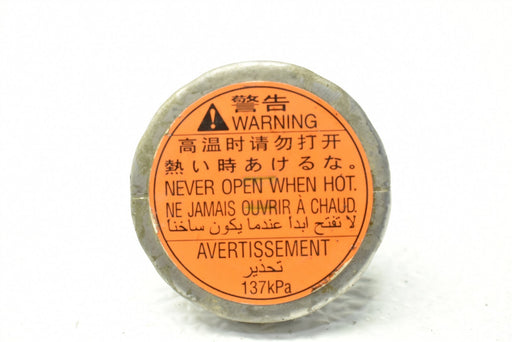 警告
WARNING
高温时请勿打开
熱い時あけるな。
NEVER OPEN WHEN HOT.
NE JAMAIS OUVRIR À CHAUD.
لا تفتح ابدأ عندما يكون ساخنا
AVERTISSEMENT
تحذير
137kPa